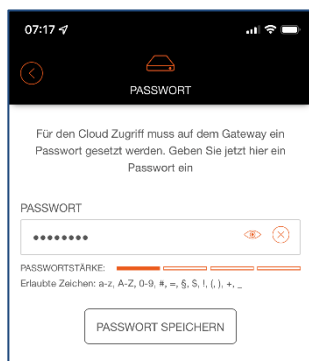 07:17
PASSWORT
Für den Cloud Zugriff muss auf dem Gateway ein
Passwort gesetzt werden. Geben Sie jetzt hier ein
Passwort ein
PASSWORT
••••••••
PASSWORTSTÄRKE:
Erlaubte Zeichen: a-z, A-Z, 0-9, #, =, §, S, !, (, ), +, _
PASSWORT SPEICHERN